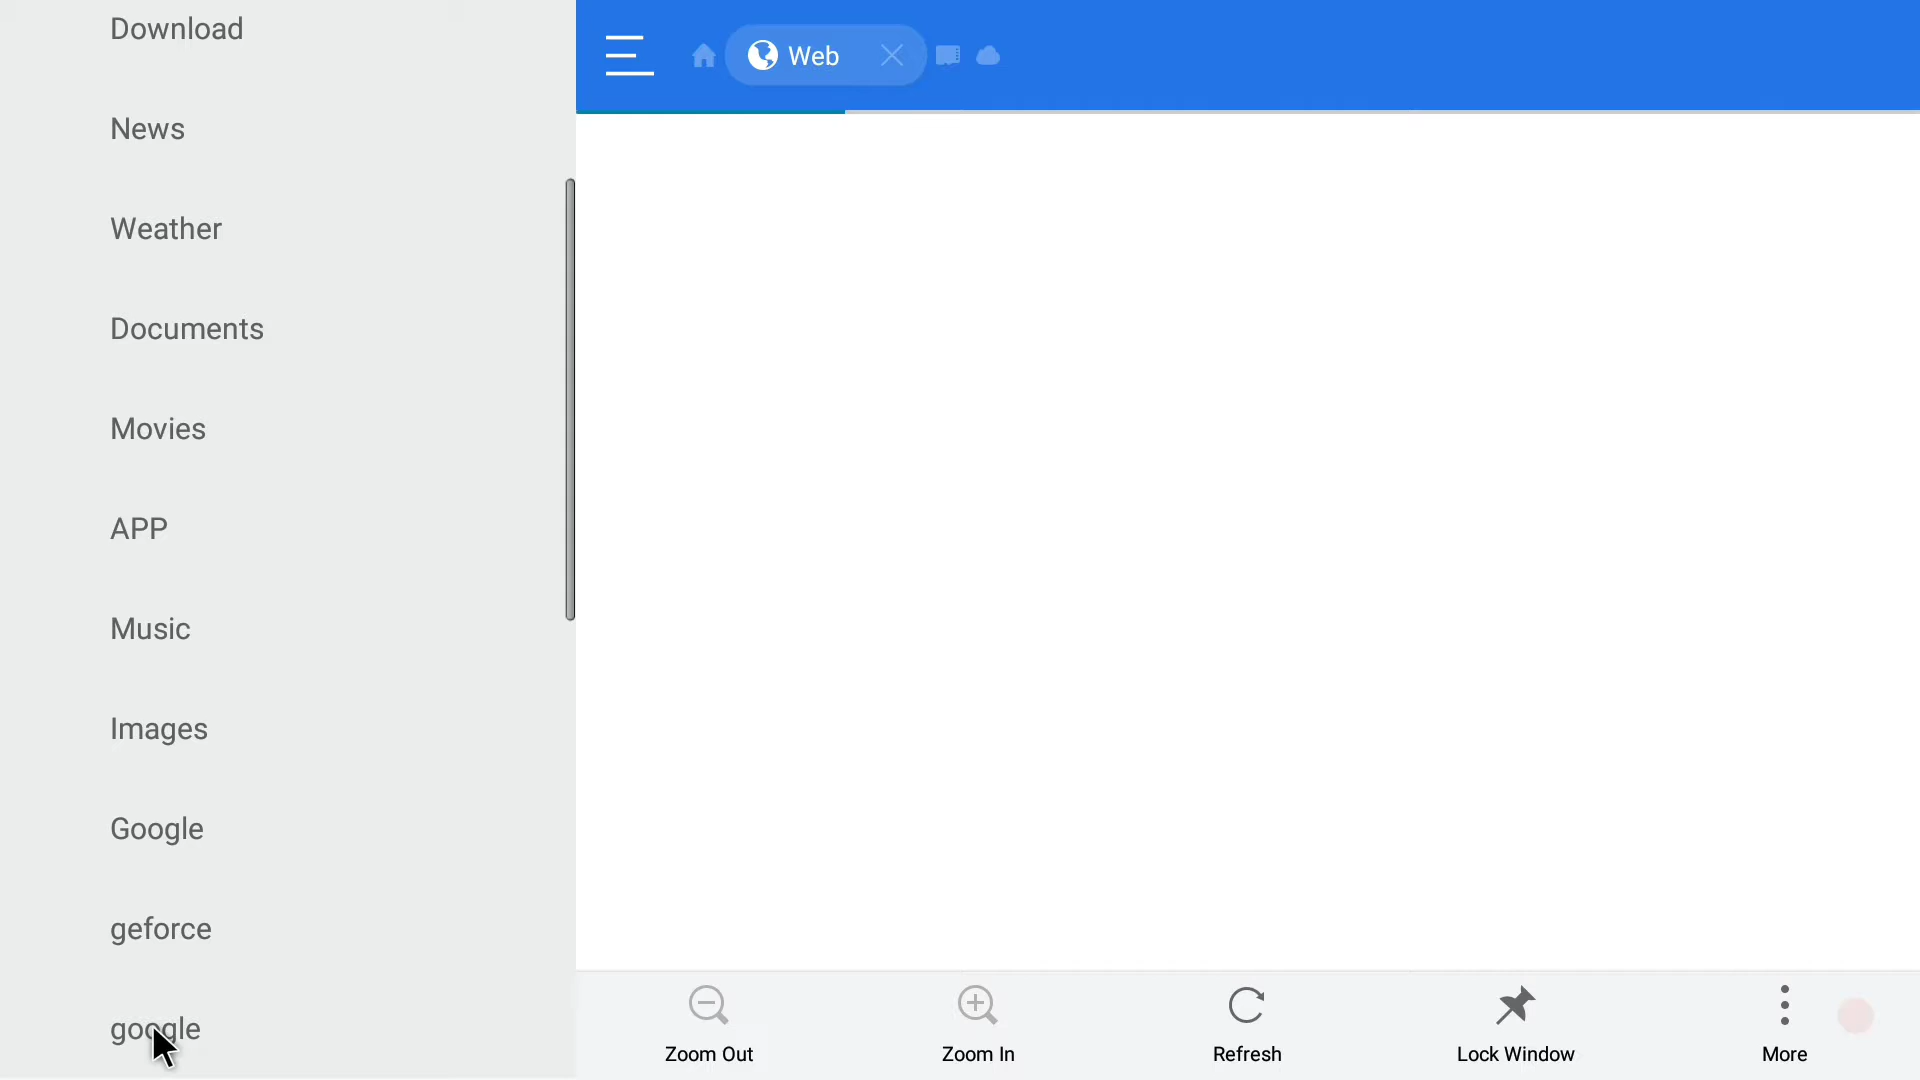 Download
News
Weather
Documents
Movies
APP
Music
Images
Google
geforce
google
Web
Zoom Out
Zoom In
Refresh
Lock Window
More